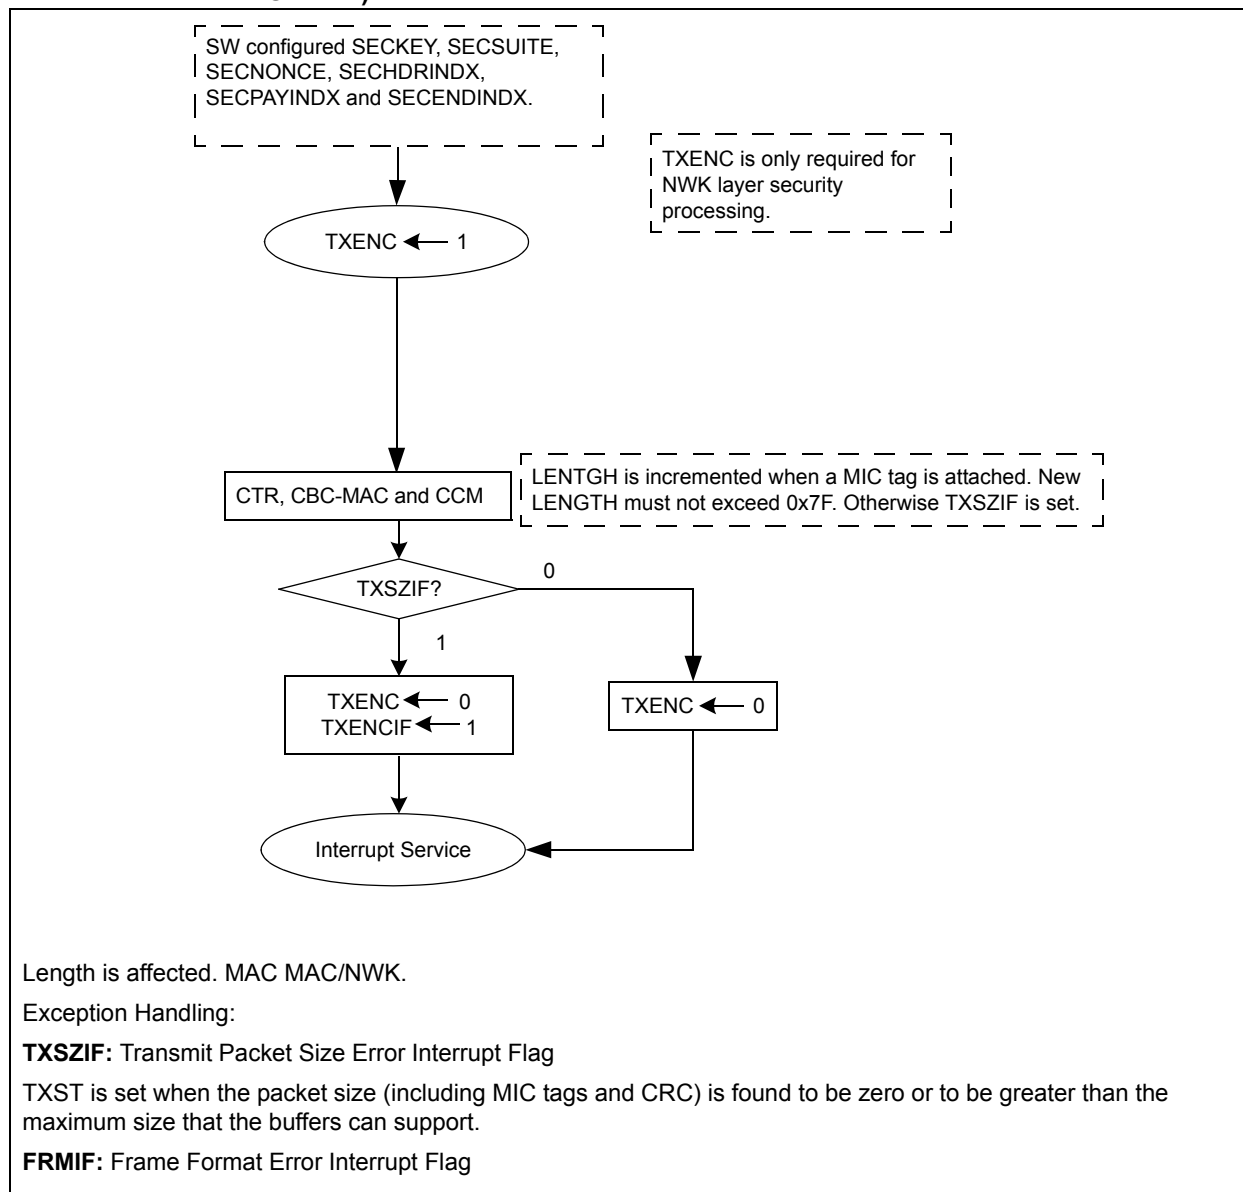 SW configured SECKEY, SECSUITE,
SECNONCE, SECHDRINDX,
SECPAYINDX and SECENDINDX.
TXENC is only required for
NWK layer security
processing.
TXENC 1
LENTGH is incremented when a MIC tag is attached. New
LENGTH must not exceed 0x7F. Otherwise TXSZIF is set.
CTR, CBC-MAC and CCM
TXSZIF?
0
1
TXENC 0
TXENCIF 1
TXENC 0
Interrupt Service
Length is affected. MAC MAC/NWK.
Exception Handling:
TXSZIF: Transmit Packet Size Error Interrupt Flag
TXST is set when the packet size (including MIC tags and CRC) is found to be zero or to be greater than the
maximum size that the buffers can support.
FRMIF: Frame Format Error Interrupt Flag